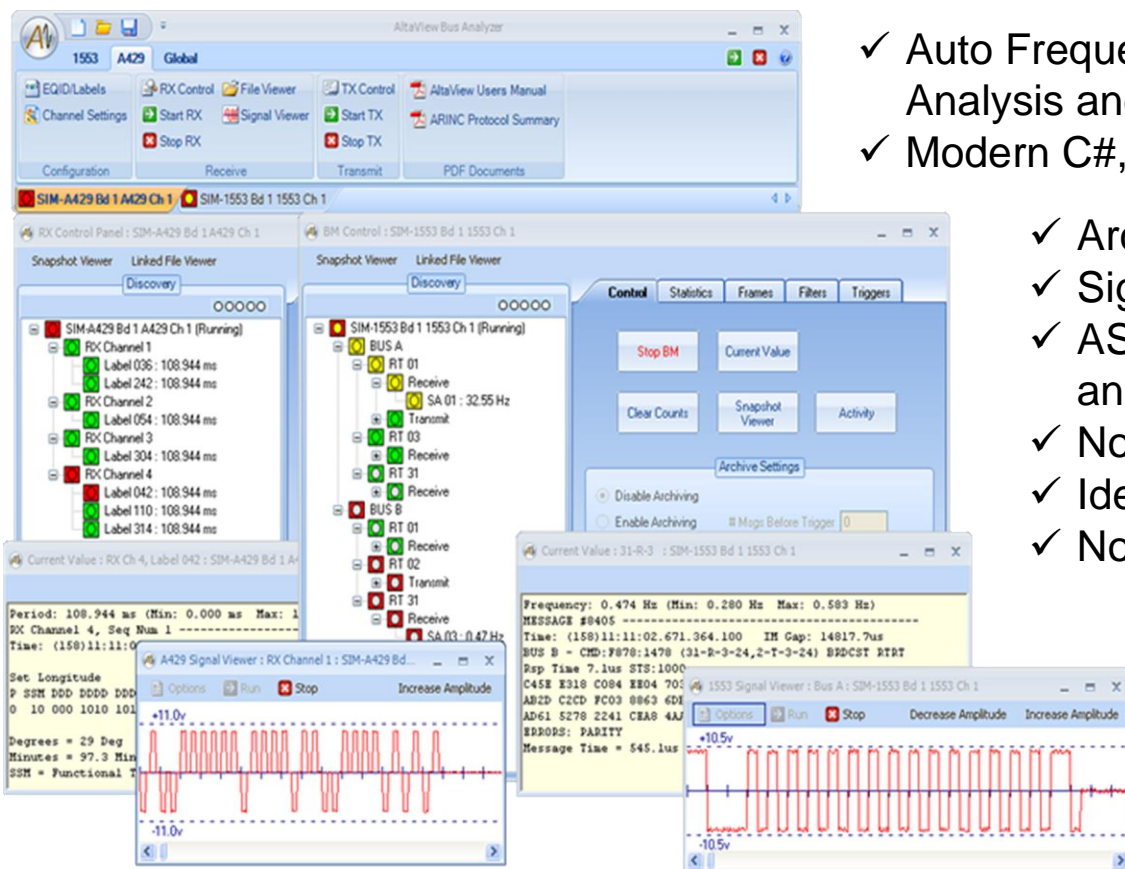 AltaView Bus Analyzer
1553 A429 Global
EQID/Labels RX Control File Viewer TX Control AltaView Users Manual
Channel Settings Start RX Signal Viewer Start TX ARINC Protocol Summary
Stop RX Stop TX
Configuration Receive Transmit PDF Documents
SIM-A429 Bd 1 A429 Ch 1 SIM-1553 Bd 1 1553 Ch 1
RX Control Panel : SIM-A429 Bd 1 A429 Ch 1
Snapshot Viewer Linked File Viewer
Discovery
SIM-A429 Bd 1 A429 Ch 1 (Running)
RX Channel 1
Label 036 : 108.944 ms
Label 242 : 108.944 ms
RX Channel 2
Label 054 : 108.944 ms
RX Channel 3
Label 304 : 108.944 ms
RX Channel 4
Label 042 : 108.944 ms
Label 110 : 108.944 ms
Label 314 : 108.944 ms
BM Control : SIM-1553 Bd 1 1553 Ch 1
Snapshot Viewer Linked File Viewer
Discovery
SIM-1553 Bd 1 1553 Ch 1 (Running)
BUS A
RT 01
Receive
SA 01 : 32.55 Hz
Transmit
RT 03
Receive
RT 31
Receive
BUS B
RT 01
Receive
RT 02
Transmit
RT 31
Receive
SA 03 : 0.47 Hz
Control Statistics Frames Filters Triggers
Stop BM Current Value
Clear Counts Snapshot Viewer Activity
Archive Settings
Disable Archiving
Enable Archiving # Msgs Before Trigger 0
Current Value : RX Ch 4, Label 042 : SIM-A429 Bd 1 A4
Period: 108.944 ms (Min: 0.000 ms Max: 1
RX Channel 4, Seq Num 1
Time: (158)11:11:0
Set Longitude
P SSM DDD DDDD DDD
0 10 000 1010 101
Degrees = 29 Deg
Minutes = 97.3 Min
SSM = Functional T
A429 Signal Viewer : RX Channel 1 : SIM-A429 Bd...
Options Run Stop Increase Amplitude
+11.0v
-11.0v
Current Value : 31-R-3 : SIM-1553 Bd 1 1553 Ch 1
Frequency: 0.474 Hz (Min: 0.280 Hz Max: 0.583 Hz)
MESSAGE #8405
Time: (158)11:11:02.671.364.100 IM Gap: 14817.7us
BUS B - CMD:F878:1478 (31-R-3-24,2-T-3-24) BRDCST RTRT
Rsp Time 7.1us STS:1000
C45E E318 C084 EE04 703
AB2D C2CD FC03 8863 6D
AD61 5278 2241 CEA8 4A
ERRORS: PARITY
Message Time = 545.1us
1553 Signal Viewer : Bus A : SIM-1553 Bd 1 1553 Ch 1
Options Run Stop Decrease Amplitude Increase Amplitude
+10.5v
-10.5v
✓ Auto Freque
Analysis an
✓ Modern C#,
✓ Ar
✓ Sig
✓ AS
an
✓ No
✓ Ide
✓ No